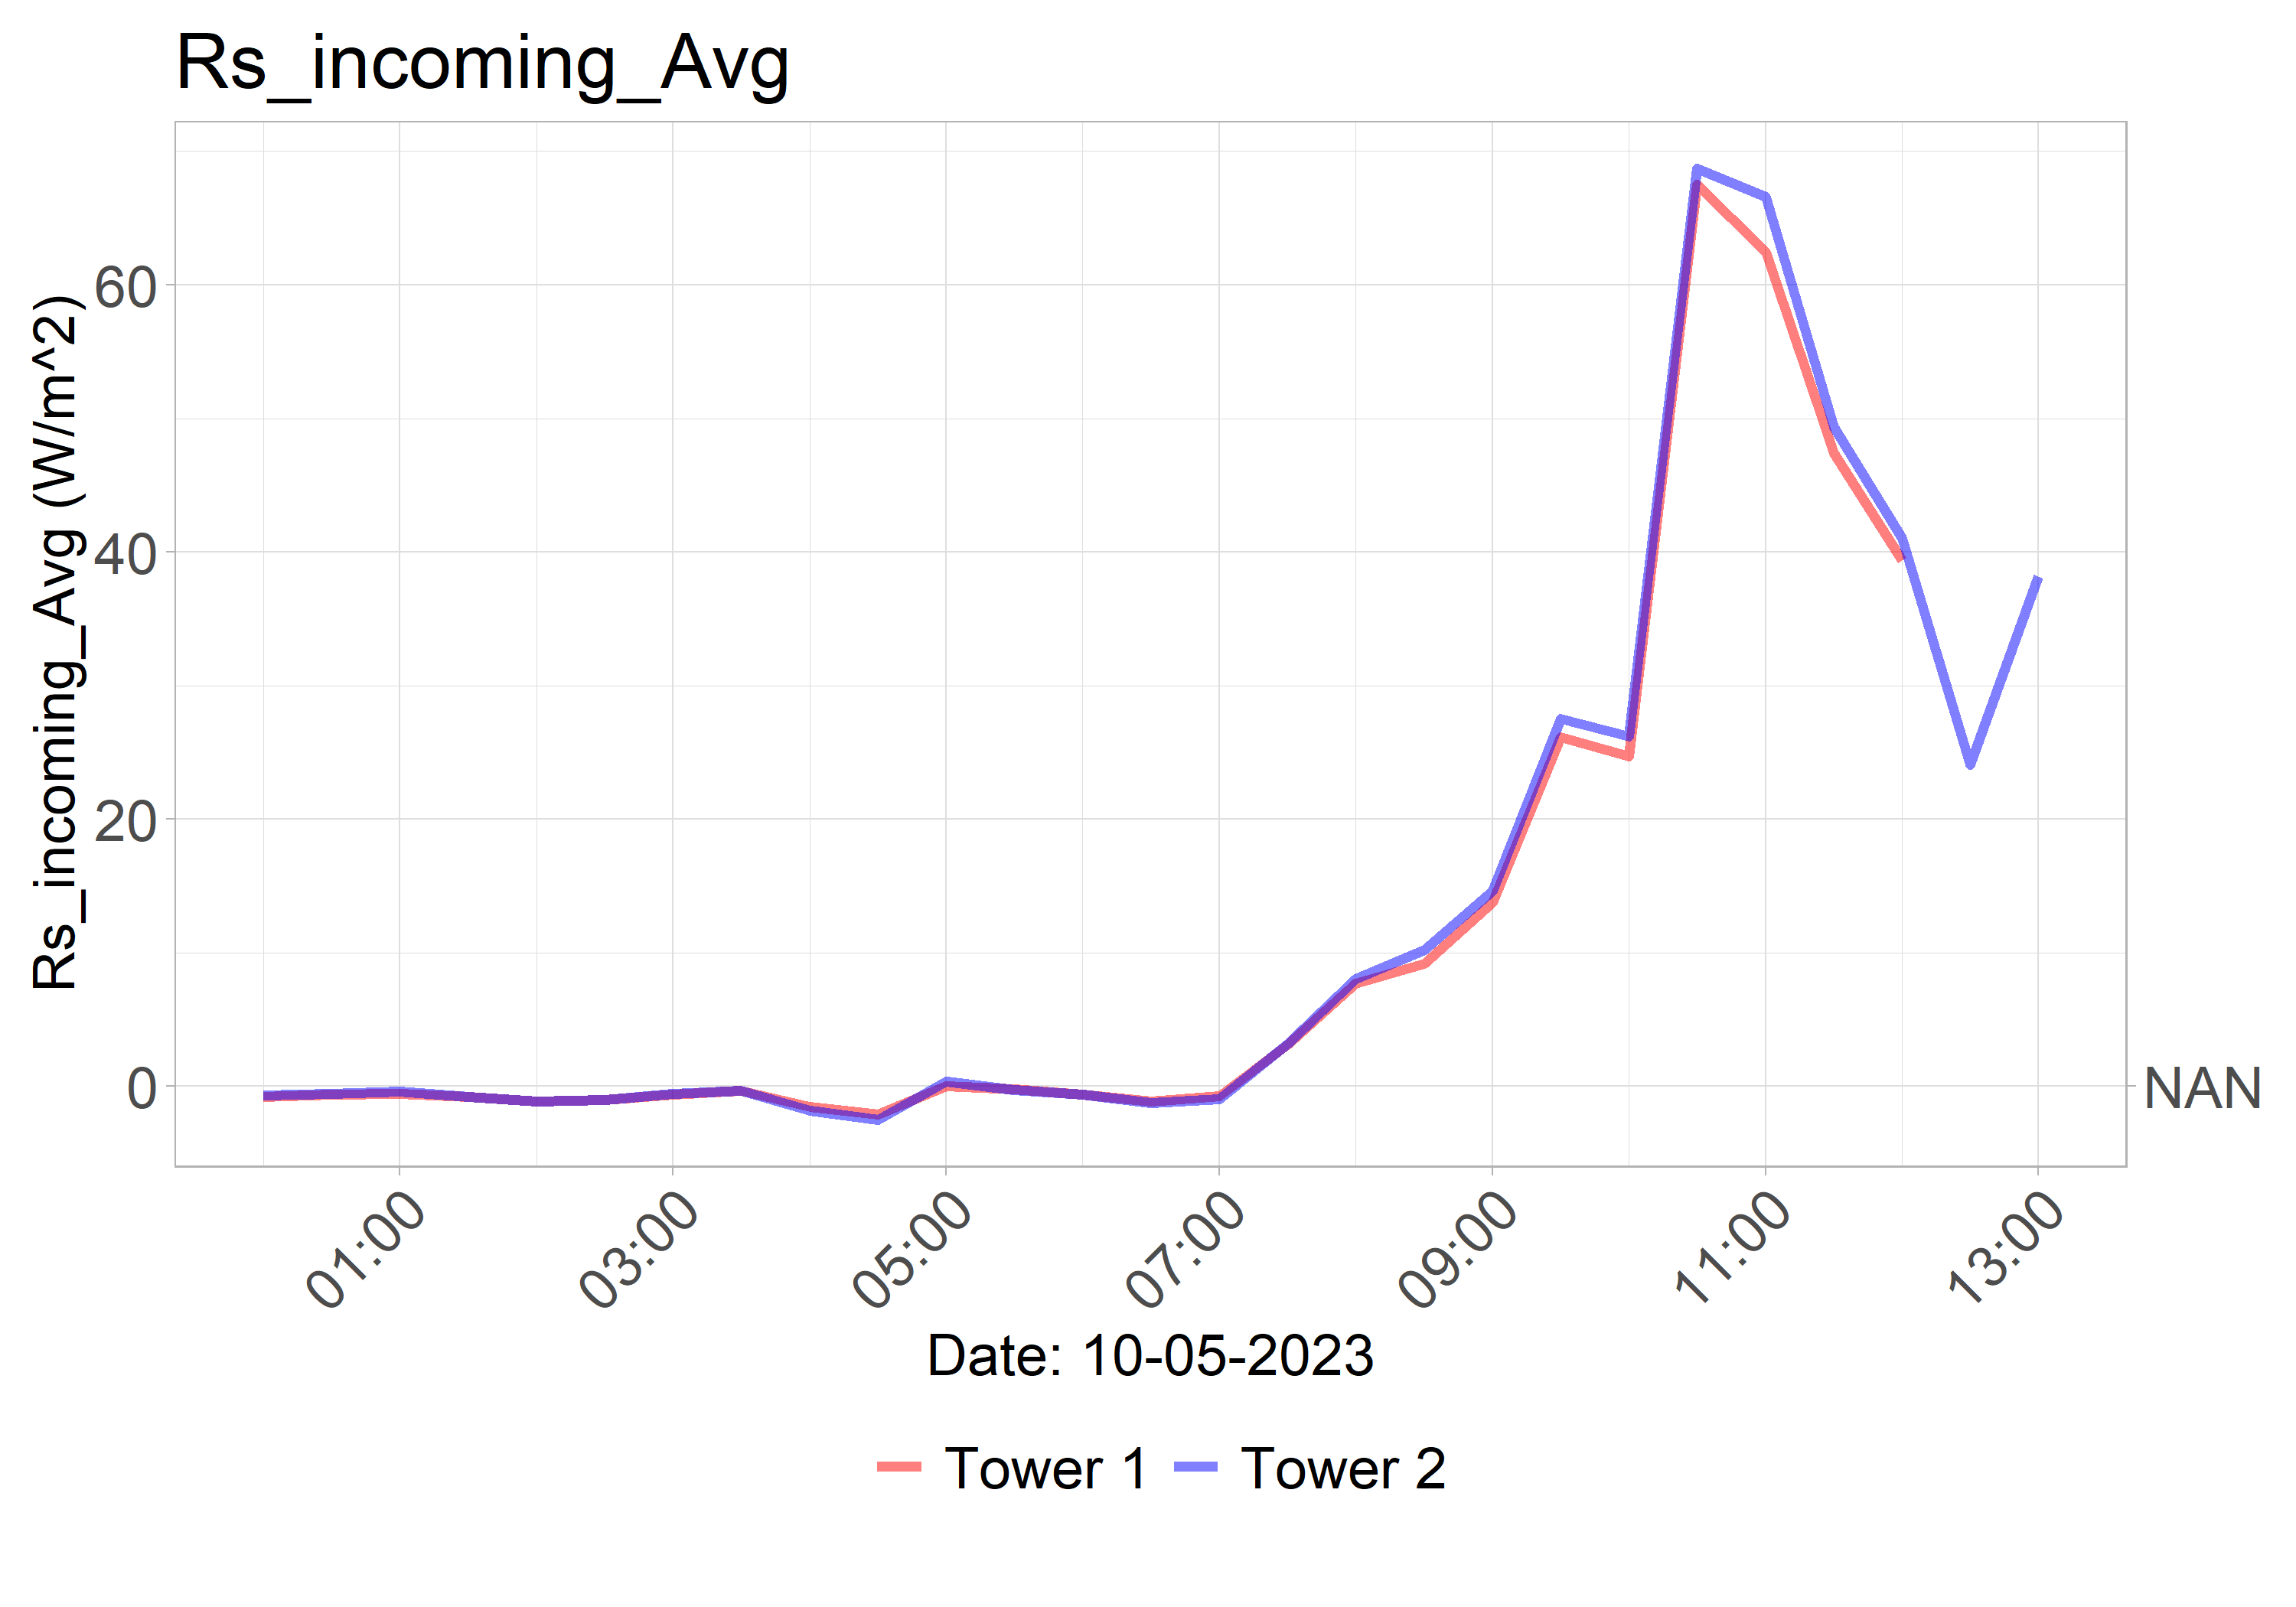 Rs_incoming_Avg
Rs_incoming_Avg (W/m^2)
60
40
20
0
NAN
01:00
03:00
05:00
07:00
09:00
11:00
13:00
Date: 10-05-2023
Tower 1
Tower 2